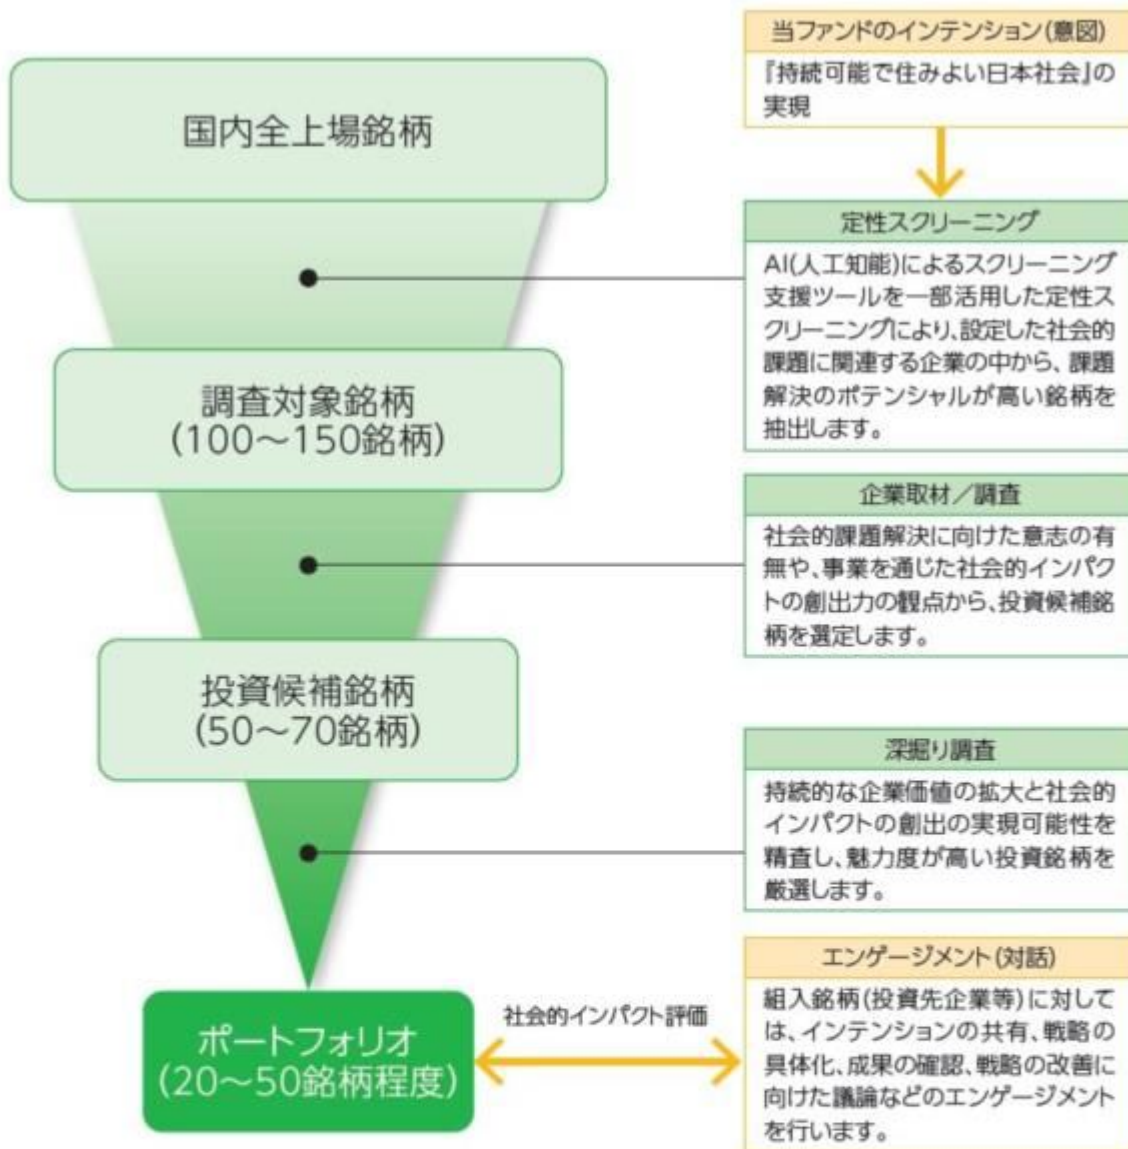 当ファンドのインテンション(意図)
『持続可能で住みよい日本社会』の
実現
国内全上場銘柄
定性スクリーニング
AI(人工知能)によるスクリーニング
支援ツールを一部活用した定性ス
クリーニングにより、設定した社会的
課題に関連する企業の中から、課題
解決のポテンシャルが高い銘柄を
抽出します。
調査対象銘柄
(100～150銘柄)
企業取材／調査
社会的課題解決に向けた意志の有
無や、事業を通じた社会的インパク
トの創出力の観点から、投資候補銘
柄を選定します。
投資候補銘柄
(50～70銘柄)
深掘り調査
持続的な企業価値の拡大と社会的
インパクトの創出の実現可能性を
精査し、魅力度が高い投資銘柄を
厳選します。
ポートフォリオ
(20～50銘柄程度)
社会的インパクト評価
エンゲージメント(対話)
組入銘柄(投資先企業等)に対して
は、インテンションの共有、戦略の
具体化、成果の確認、戦略の改善に
向けた議論などのエンゲージメント
を行います。